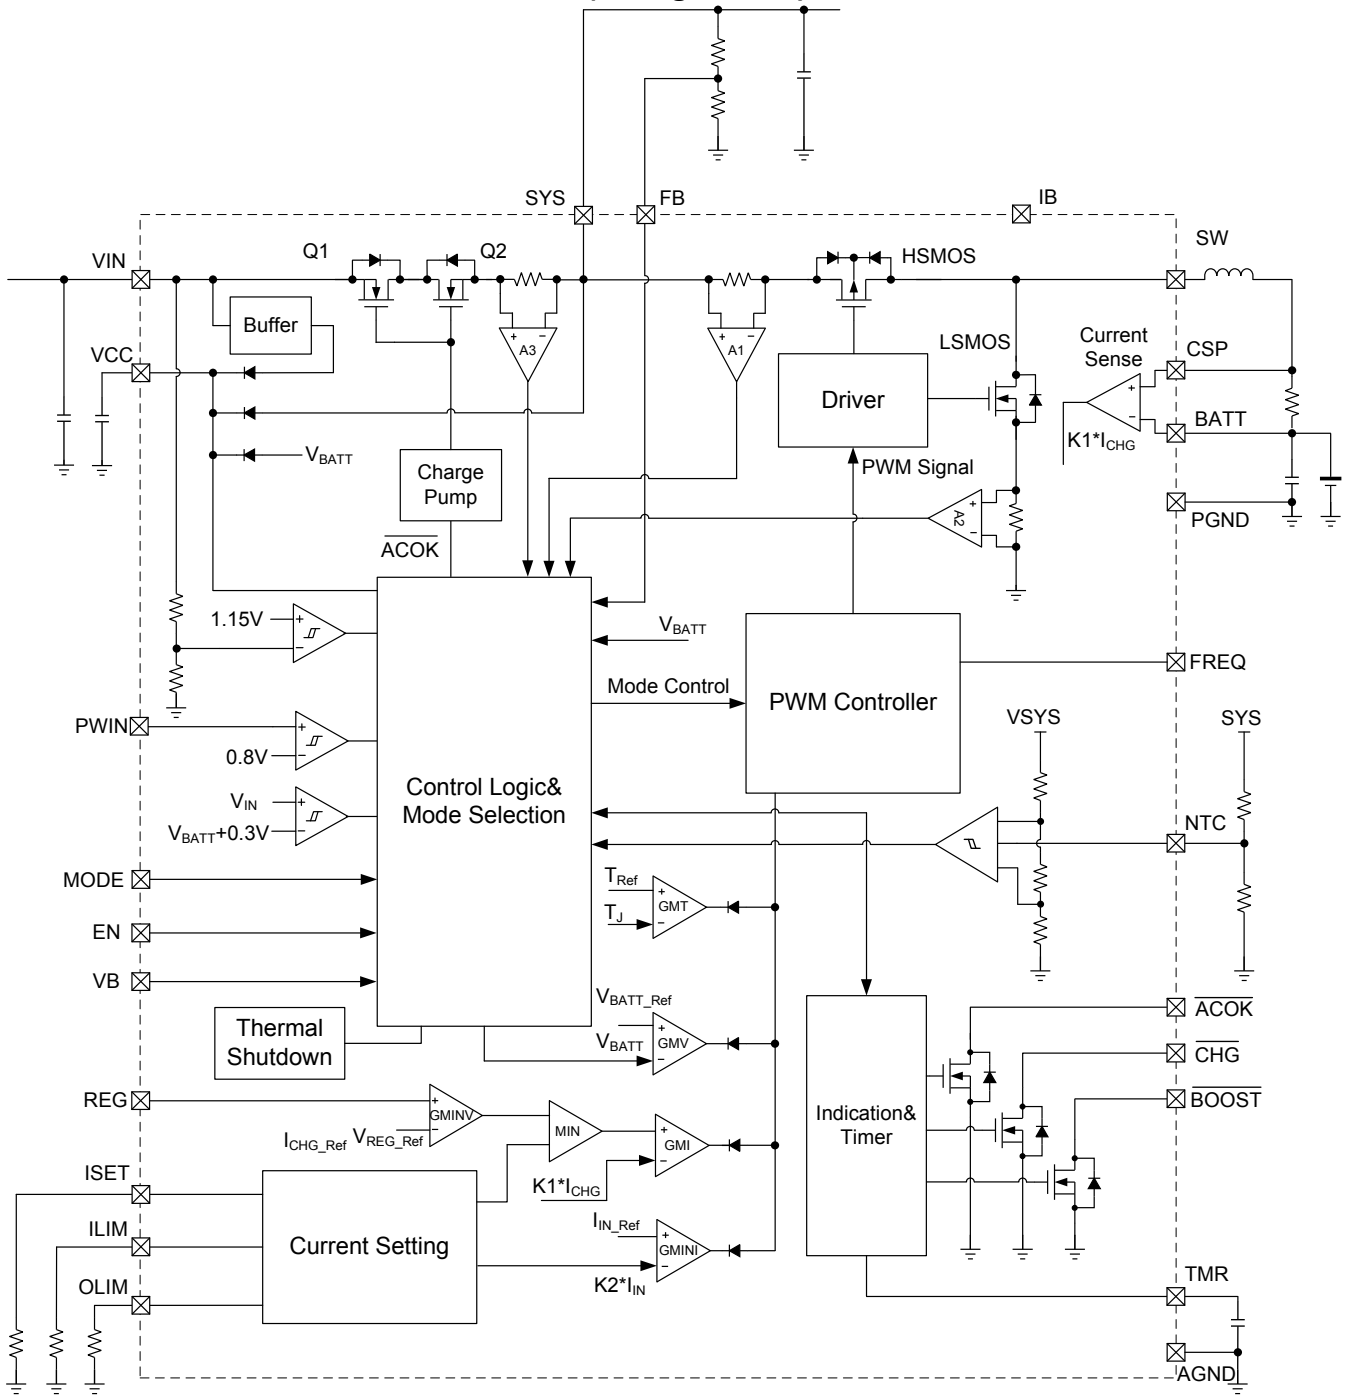 SYS
FB
IB
VIN
Q1
Q2
HSMOS
SW
Buffer
VCC
A3
A1
LSMOS
Current
Sense
CSP
Driver
BATT
K1*ICHG
VBATT
Charge
Pump
PWM Signal
A2
PGND
ACOK
1.15V
VBATT
FREQ
Mode Control
PWM Controller
PWIN
0.8V
VSYS
SYS
Control Logic&
Mode Selection
VIN
VBATT+0.3V
NTC
MODE
TRef
GMT
TJ
EN
VB
Thermal
Shutdown
VBATT_Ref
VBATT
GMV
ACOK
CHG
BOOST
REG
GMINV
ICHG_Ref
VREG_Ref
MIN
GMI
K1*ICHG
Indication&
Timer
ISET
ILIM
OLIM
Current Setting
IIN_Ref
GMINI
K2*IIN
TMR
AGND